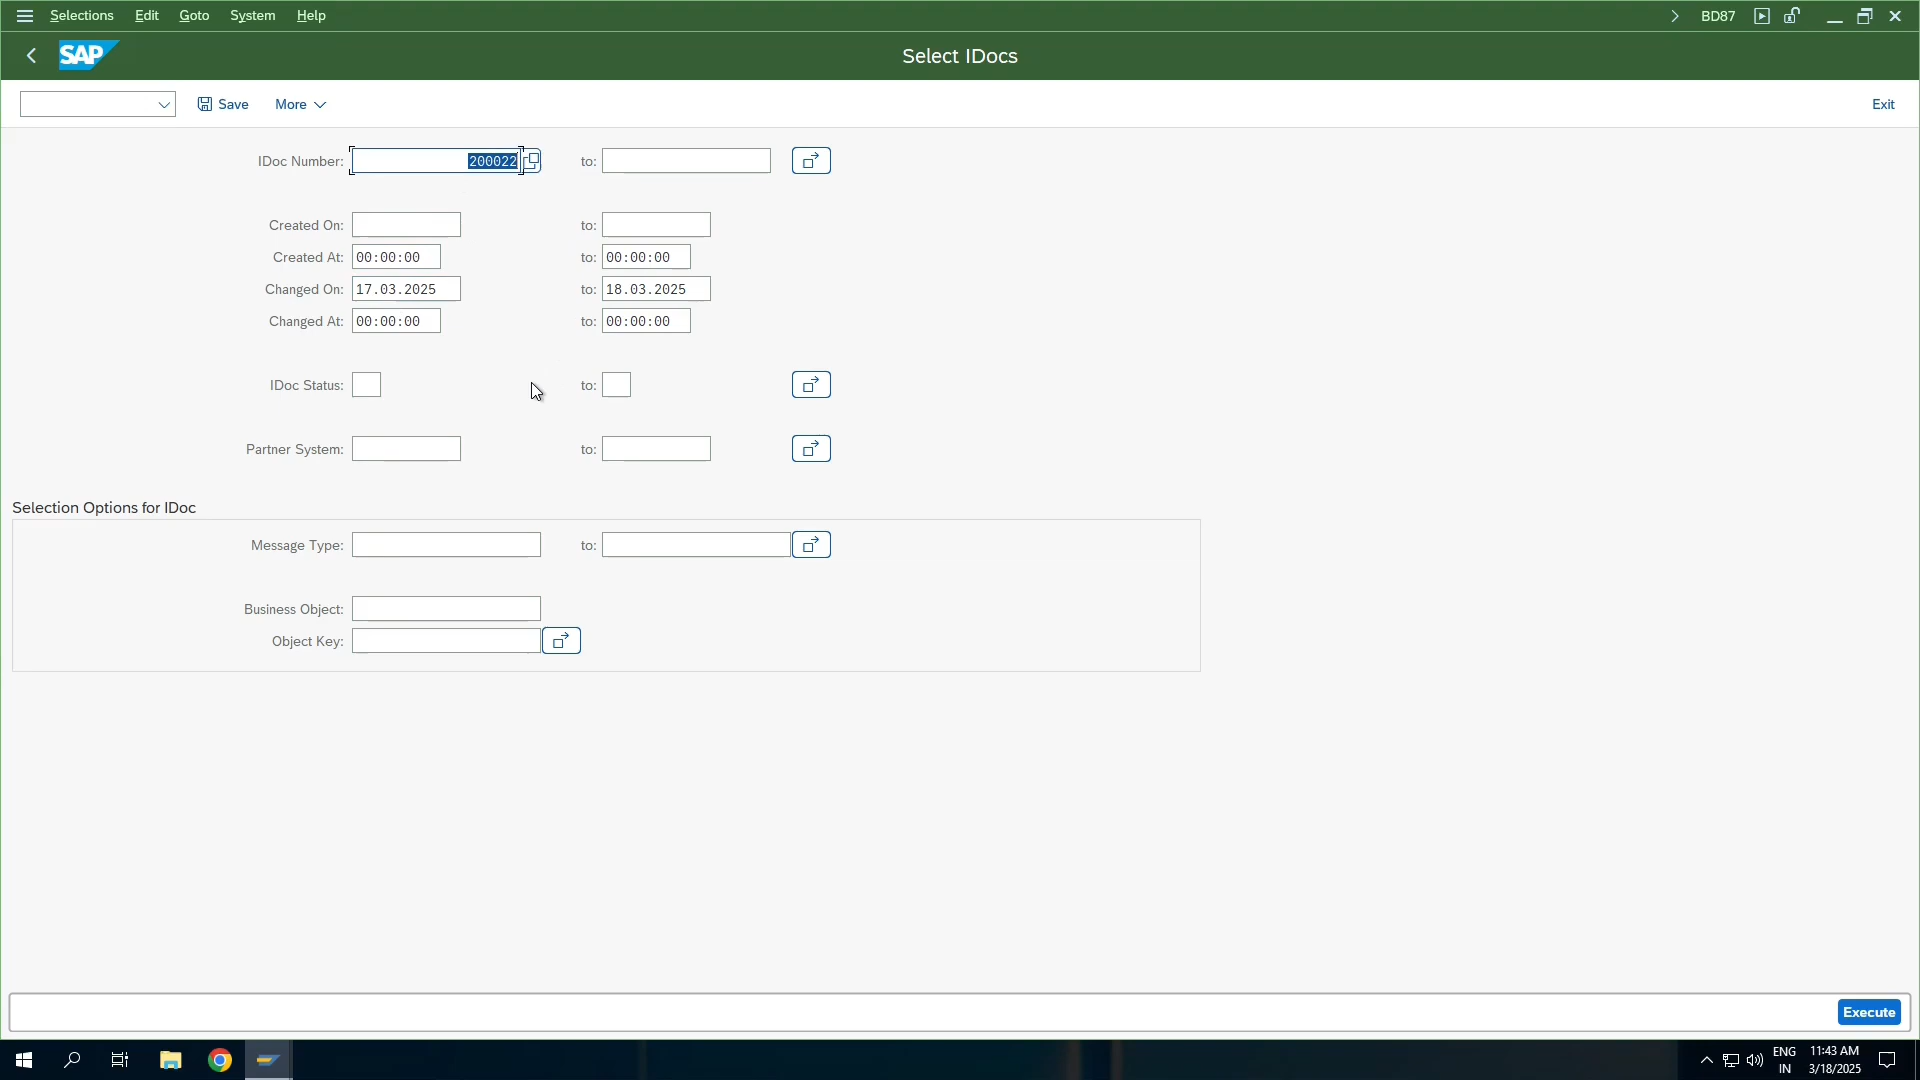 Selections Edit Goto System Help BD87
SAP Select IDocs
Save More Exit
IDoc Number: 200022 to:
Created On: to:
Created At: 00:00:00 to: 00:00:00
Changed On: 17.03.2025 to: 18.03.2025
Changed At: 00:00:00 to: 00:00:00
IDoc Status: to:
Partner System: to:
Selection Options for IDoc
Message Type: to:
Business Object:
Object Key:
Execute
ENG 11:43 AM
IN 3/18/2025